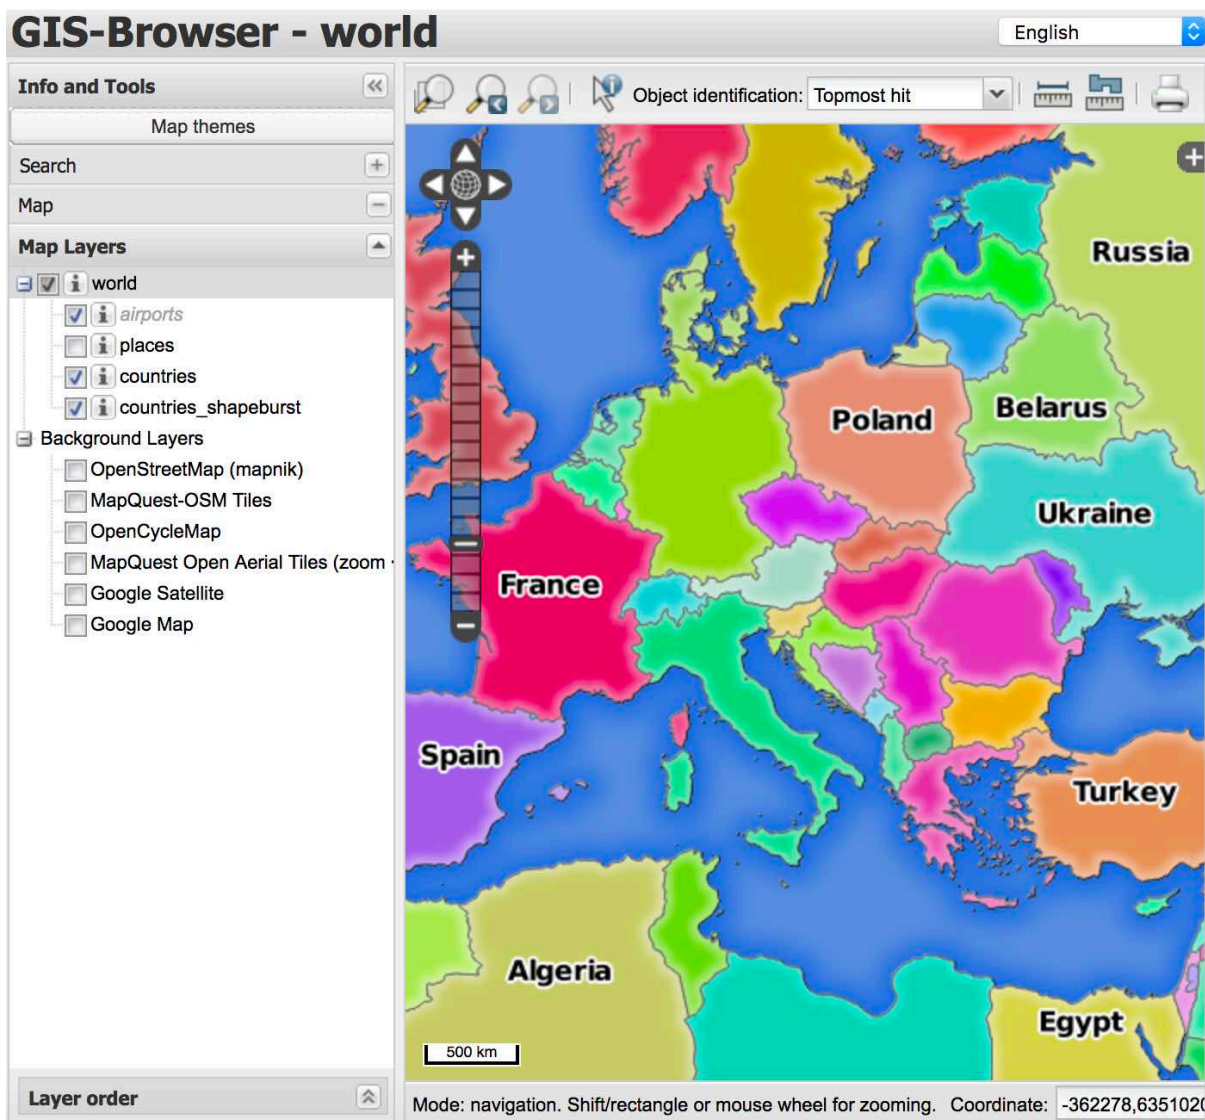 GIS-Browser - world
English
Info and Tools
Map themes
Search
Map
Map Layers
world
airports
places
countries
countries_shapeburst
Background Layers
OpenStreetMap (mapnik)
MapQuest-OSM Tiles
OpenCycleMap
MapQuest Open Aerial Tiles (zoom
Google Satellite
Google Map
Layer order
Object identification: Topmost hit
Russia
Poland
Belarus
Ukraine
France
Spain
Turkey
Algeria
Egypt
500 km
Mode: navigation. Shift/rectangle or mouse wheel for zooming. Coordinate: -362278,6351020